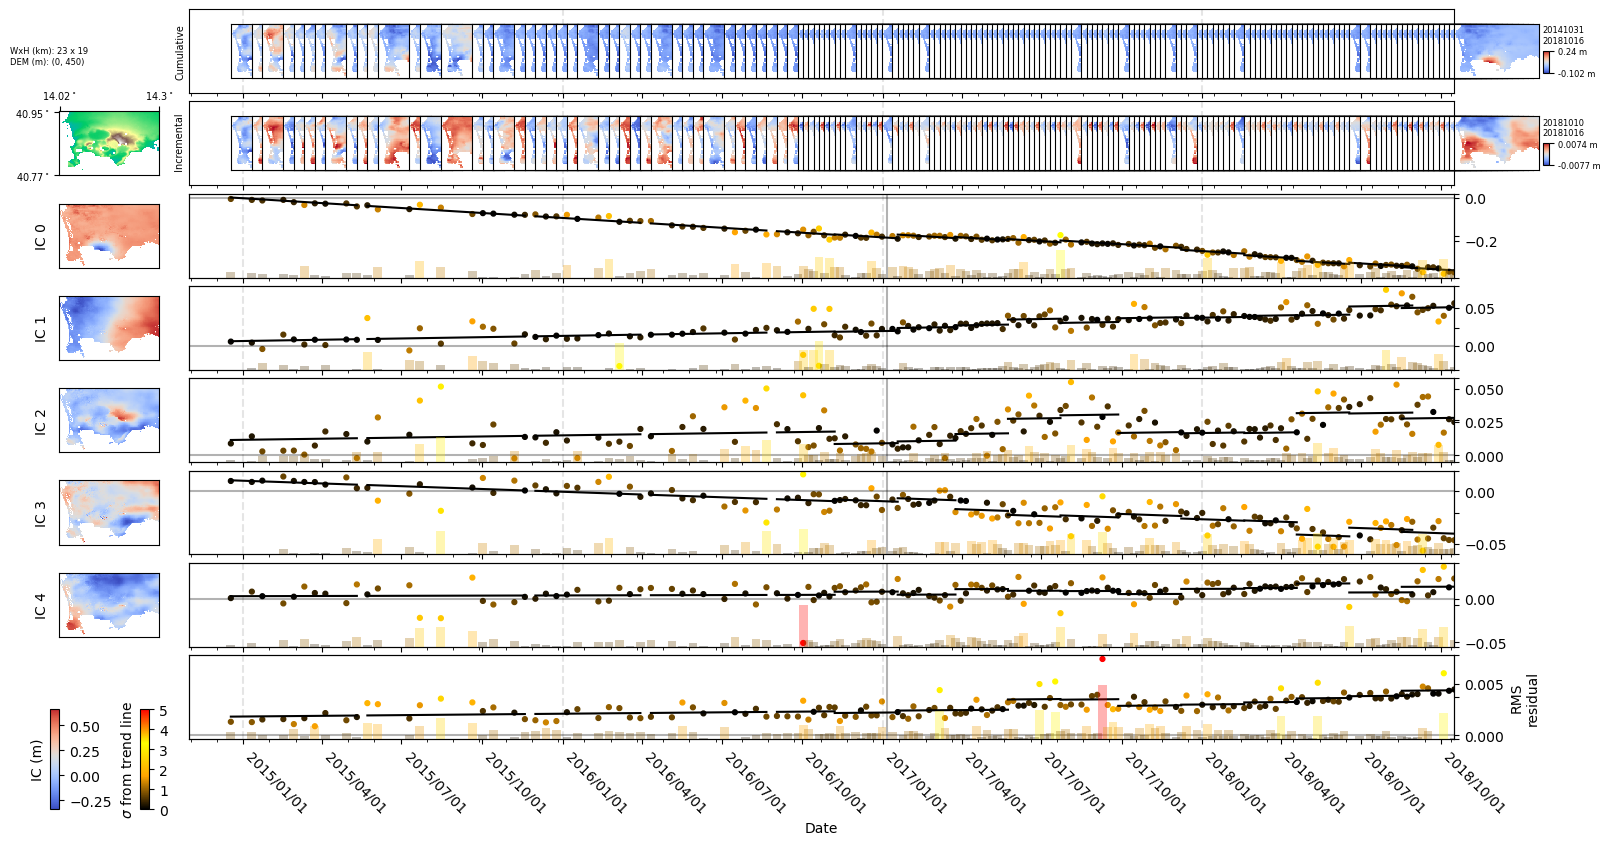 Cumulative
20141031
20181016
0.24 m
-0.102 m
WxH (km): 23 x 19
DEM (m): (0, 450)
14.02°
14.3°
40.95°
40.77°
Incremental
20181010
20181016
0.0074 m
-0.0077 m
IC 0
0.0
−0.2
IC 1
0.05
0.00
IC 2
0.050
0.025
0.000
IC 3
0.00
−0.05
IC 4
0.00
−0.05
RMS
residual
0.005
0.000
IC (m)
0.50
0.25
0.00
−0.25
σ from trend line
5
4
3
2
1
0
2015/01/01
2015/04/01
2015/07/01
2015/10/01
2016/01/01
2016/04/01
2016/07/01
2016/10/01
2017/01/01
2017/04/01
2017/07/01
2017/10/01
2018/01/01
2018/04/01
2018/07/01
2018/10/01
Date